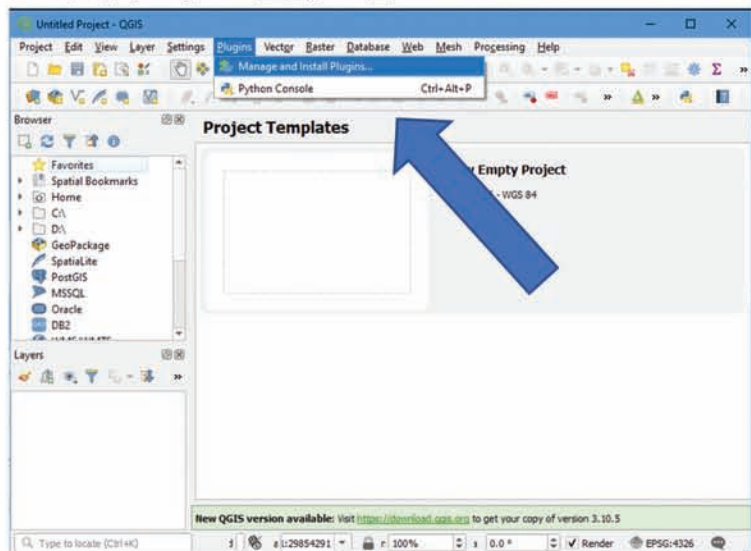 Untitled Project - QGIS
Project Edit View Layer Settings Plugins Vector Raster Database Web Mesh Processing Help
Manage and Install Plugins...
Python Console Ctrl+Alt+P
Browser
Project Templates
Favorites
Spatial Bookmarks
Home
C:\
D:\
GeoPackage
SpatiaLite
PostGIS
MSSQL
Oracle
DB2
Empty Project
- WGS 84
Layers
New QGIS version available: Visit https://download.qgis.org to get your copy of version 3.10.5
Type to locate (Ctrl+K)
1:29854291
100%
0.0 °
Render
EPSG:4326